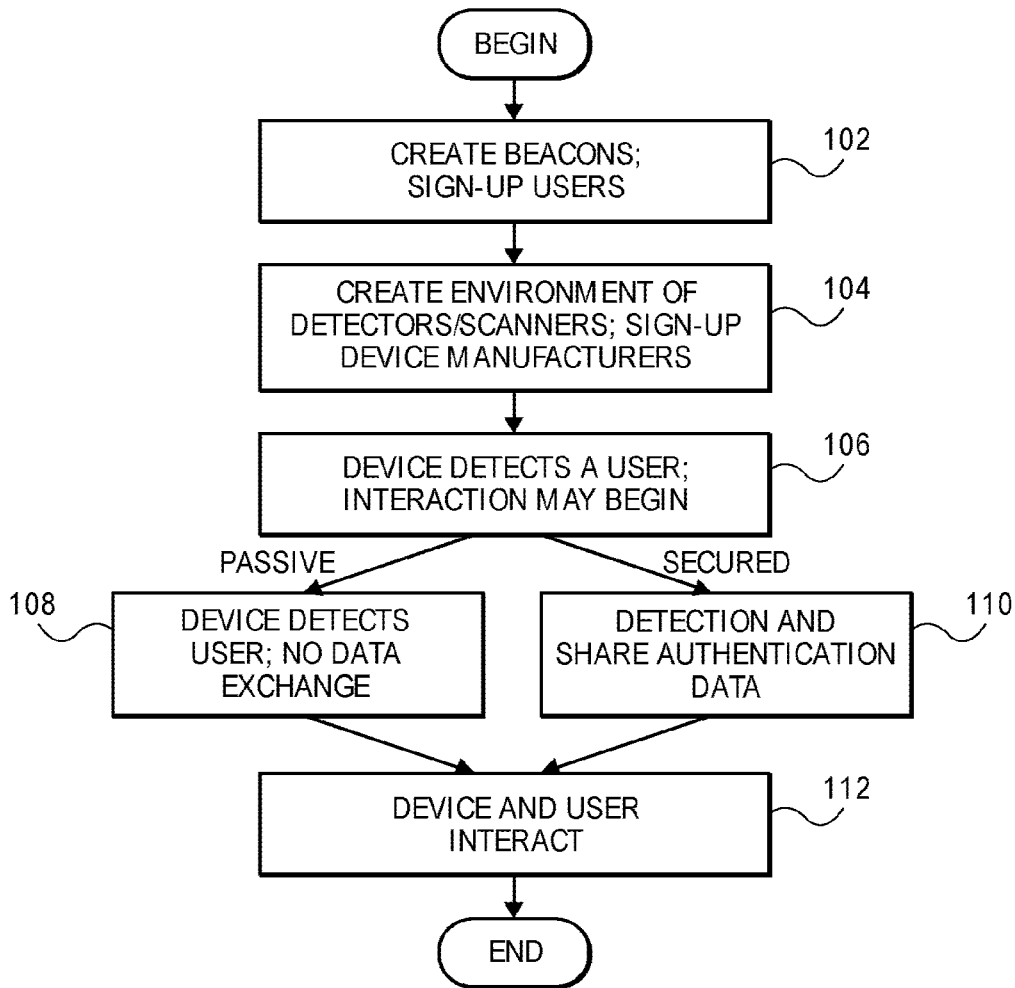 BEGIN
CREATE BEACONS;
SIGN-UP USERS
102
CREATE ENVIRONMENT OF
DETECTORS/SCANNERS; SIGN-UP
DEVICE MANUFACTURERS
104
DEVICE DETECTS A USER;
INTERACTION MAY BEGIN
106
PASSIVE
SECURED
108
DEVICE DETECTS
USER; NO DATA
EXCHANGE
DETECTION AND
SHARE AUTHENTICATION
DATA
110
DEVICE AND USER
INTERACT
112
END